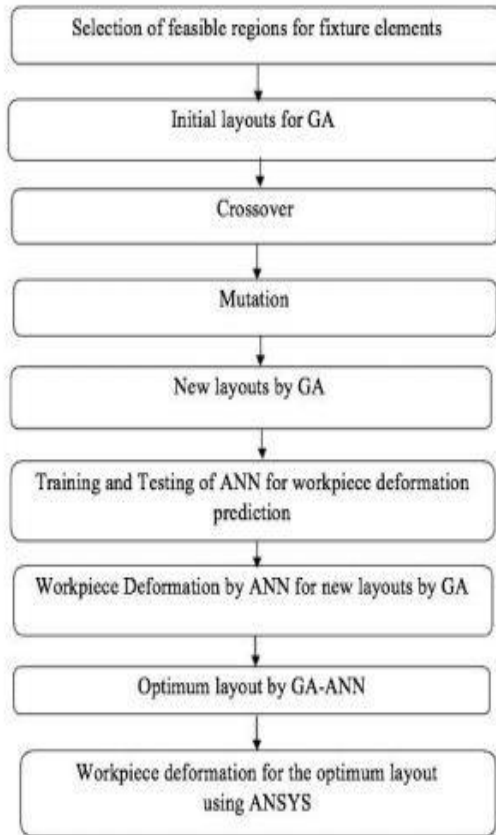 Selection of feasible regions for fixture elements
Initial layouts for GA
Crossover
Mutation
New layouts by GA
Training and Testing of ANN for workpiece deformation
prediction
Workpiece Deformation by ANN for new layouts by GA
Optimum layout by GA-ANN
Workpiece deformation for the optimum layout
using ANSYS